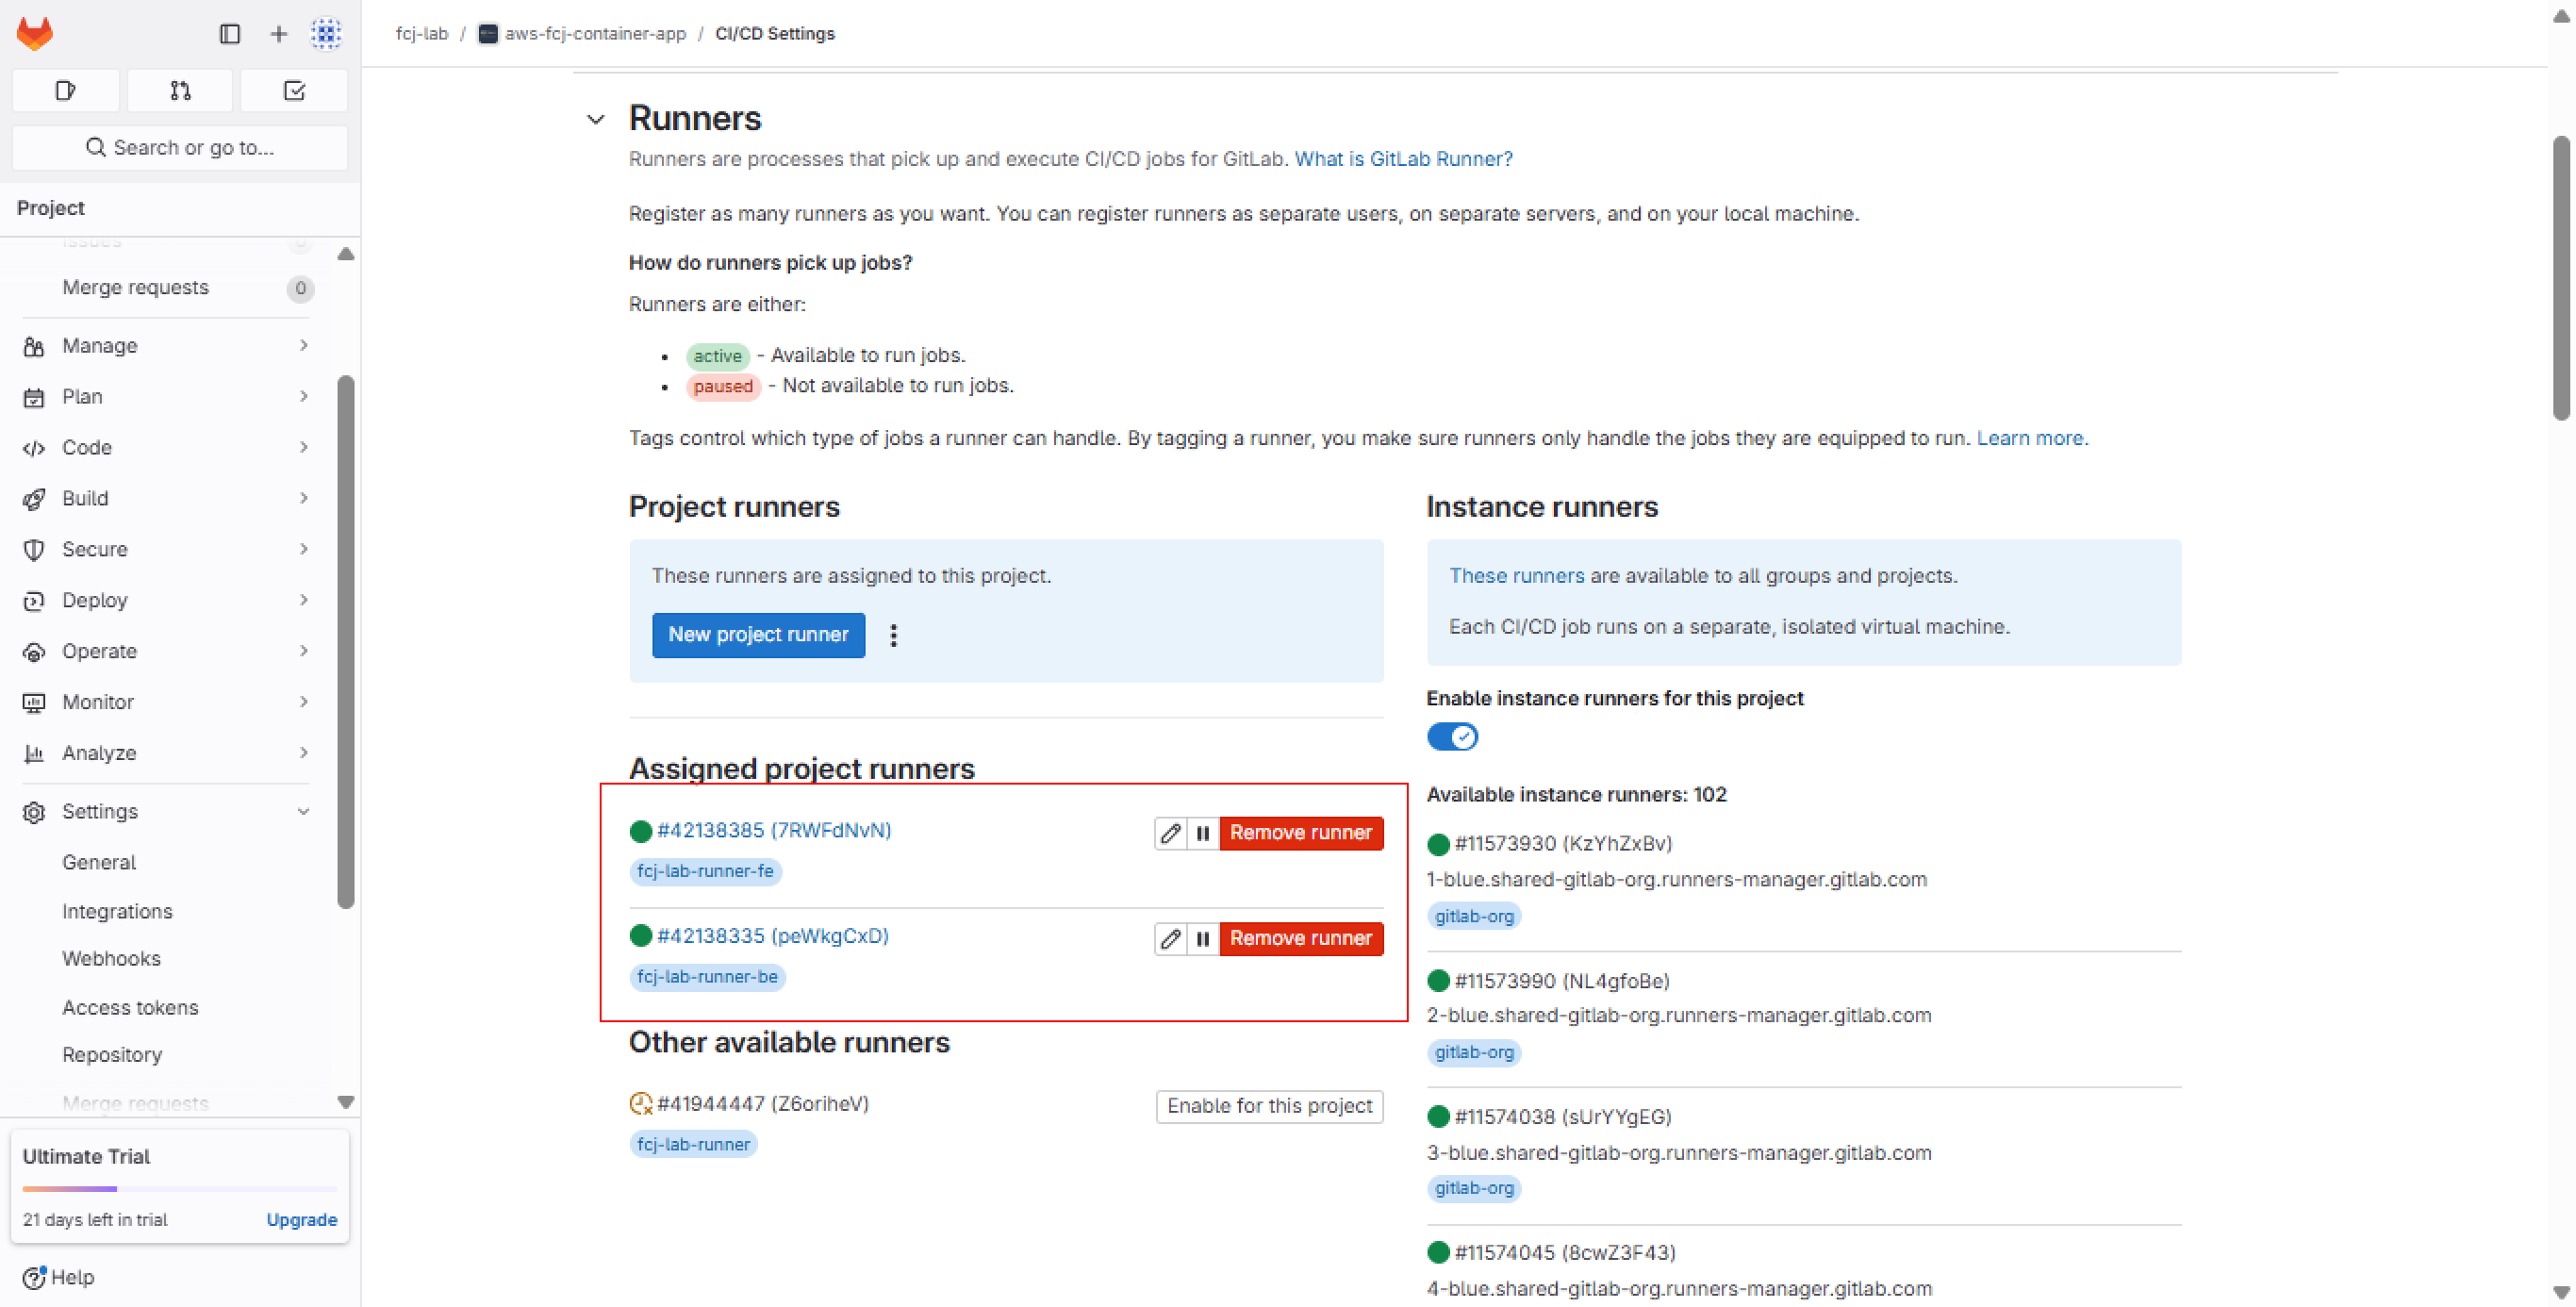 fcj-lab / aws-fcj-container-app / CI/CD Settings
Search or go to...
Project
Issues
Merge requests 0
Manage
Plan
Code
Build
Secure
Deploy
Operate
Monitor
Analyze
Settings
General
Integrations
Webhooks
Access tokens
Repository
Merge requests
Ultimate Trial
21 days left in trial Upgrade
Help
Runners
Runners are processes that pick up and execute CI/CD jobs for GitLab. What is GitLab Runner?
Register as many runners as you want. You can register runners as separate users, on separate servers, and on your local machine.
How do runners pick up jobs?
Runners are either:
active - Available to run jobs.
paused - Not available to run jobs.
Tags control which type of jobs a runner can handle. By tagging a runner, you make sure runners only handle the jobs they are equipped to run. Learn more.
Project runners
These runners are assigned to this project.
New project runner
Assigned project runners
#42138385 (7RWFdNvN) Remove runner
fcj-lab-runner-fe
#42138335 (peWkgCxD) Remove runner
fcj-lab-runner-be
Other available runners
#41944447 (Z6oriheV) Enable for this project
fcj-lab-runner
Instance runners
These runners are available to all groups and projects.
Each CI/CD job runs on a separate, isolated virtual machine.
Enable instance runners for this project
Available instance runners: 102
#11573930 (KzYhZxBv)
1-blue.shared-gitlab-org.runners-manager.gitlab.com
gitlab-org
#11573990 (NL4gfoBe)
2-blue.shared-gitlab-org.runners-manager.gitlab.com
gitlab-org
#11574038 (sUrYYgEG)
3-blue.shared-gitlab-org.runners-manager.gitlab.com
gitlab-org
#11574045 (8cwZ3F43)
4-blue.shared-gitlab-org.runners-manager.gitlab.com